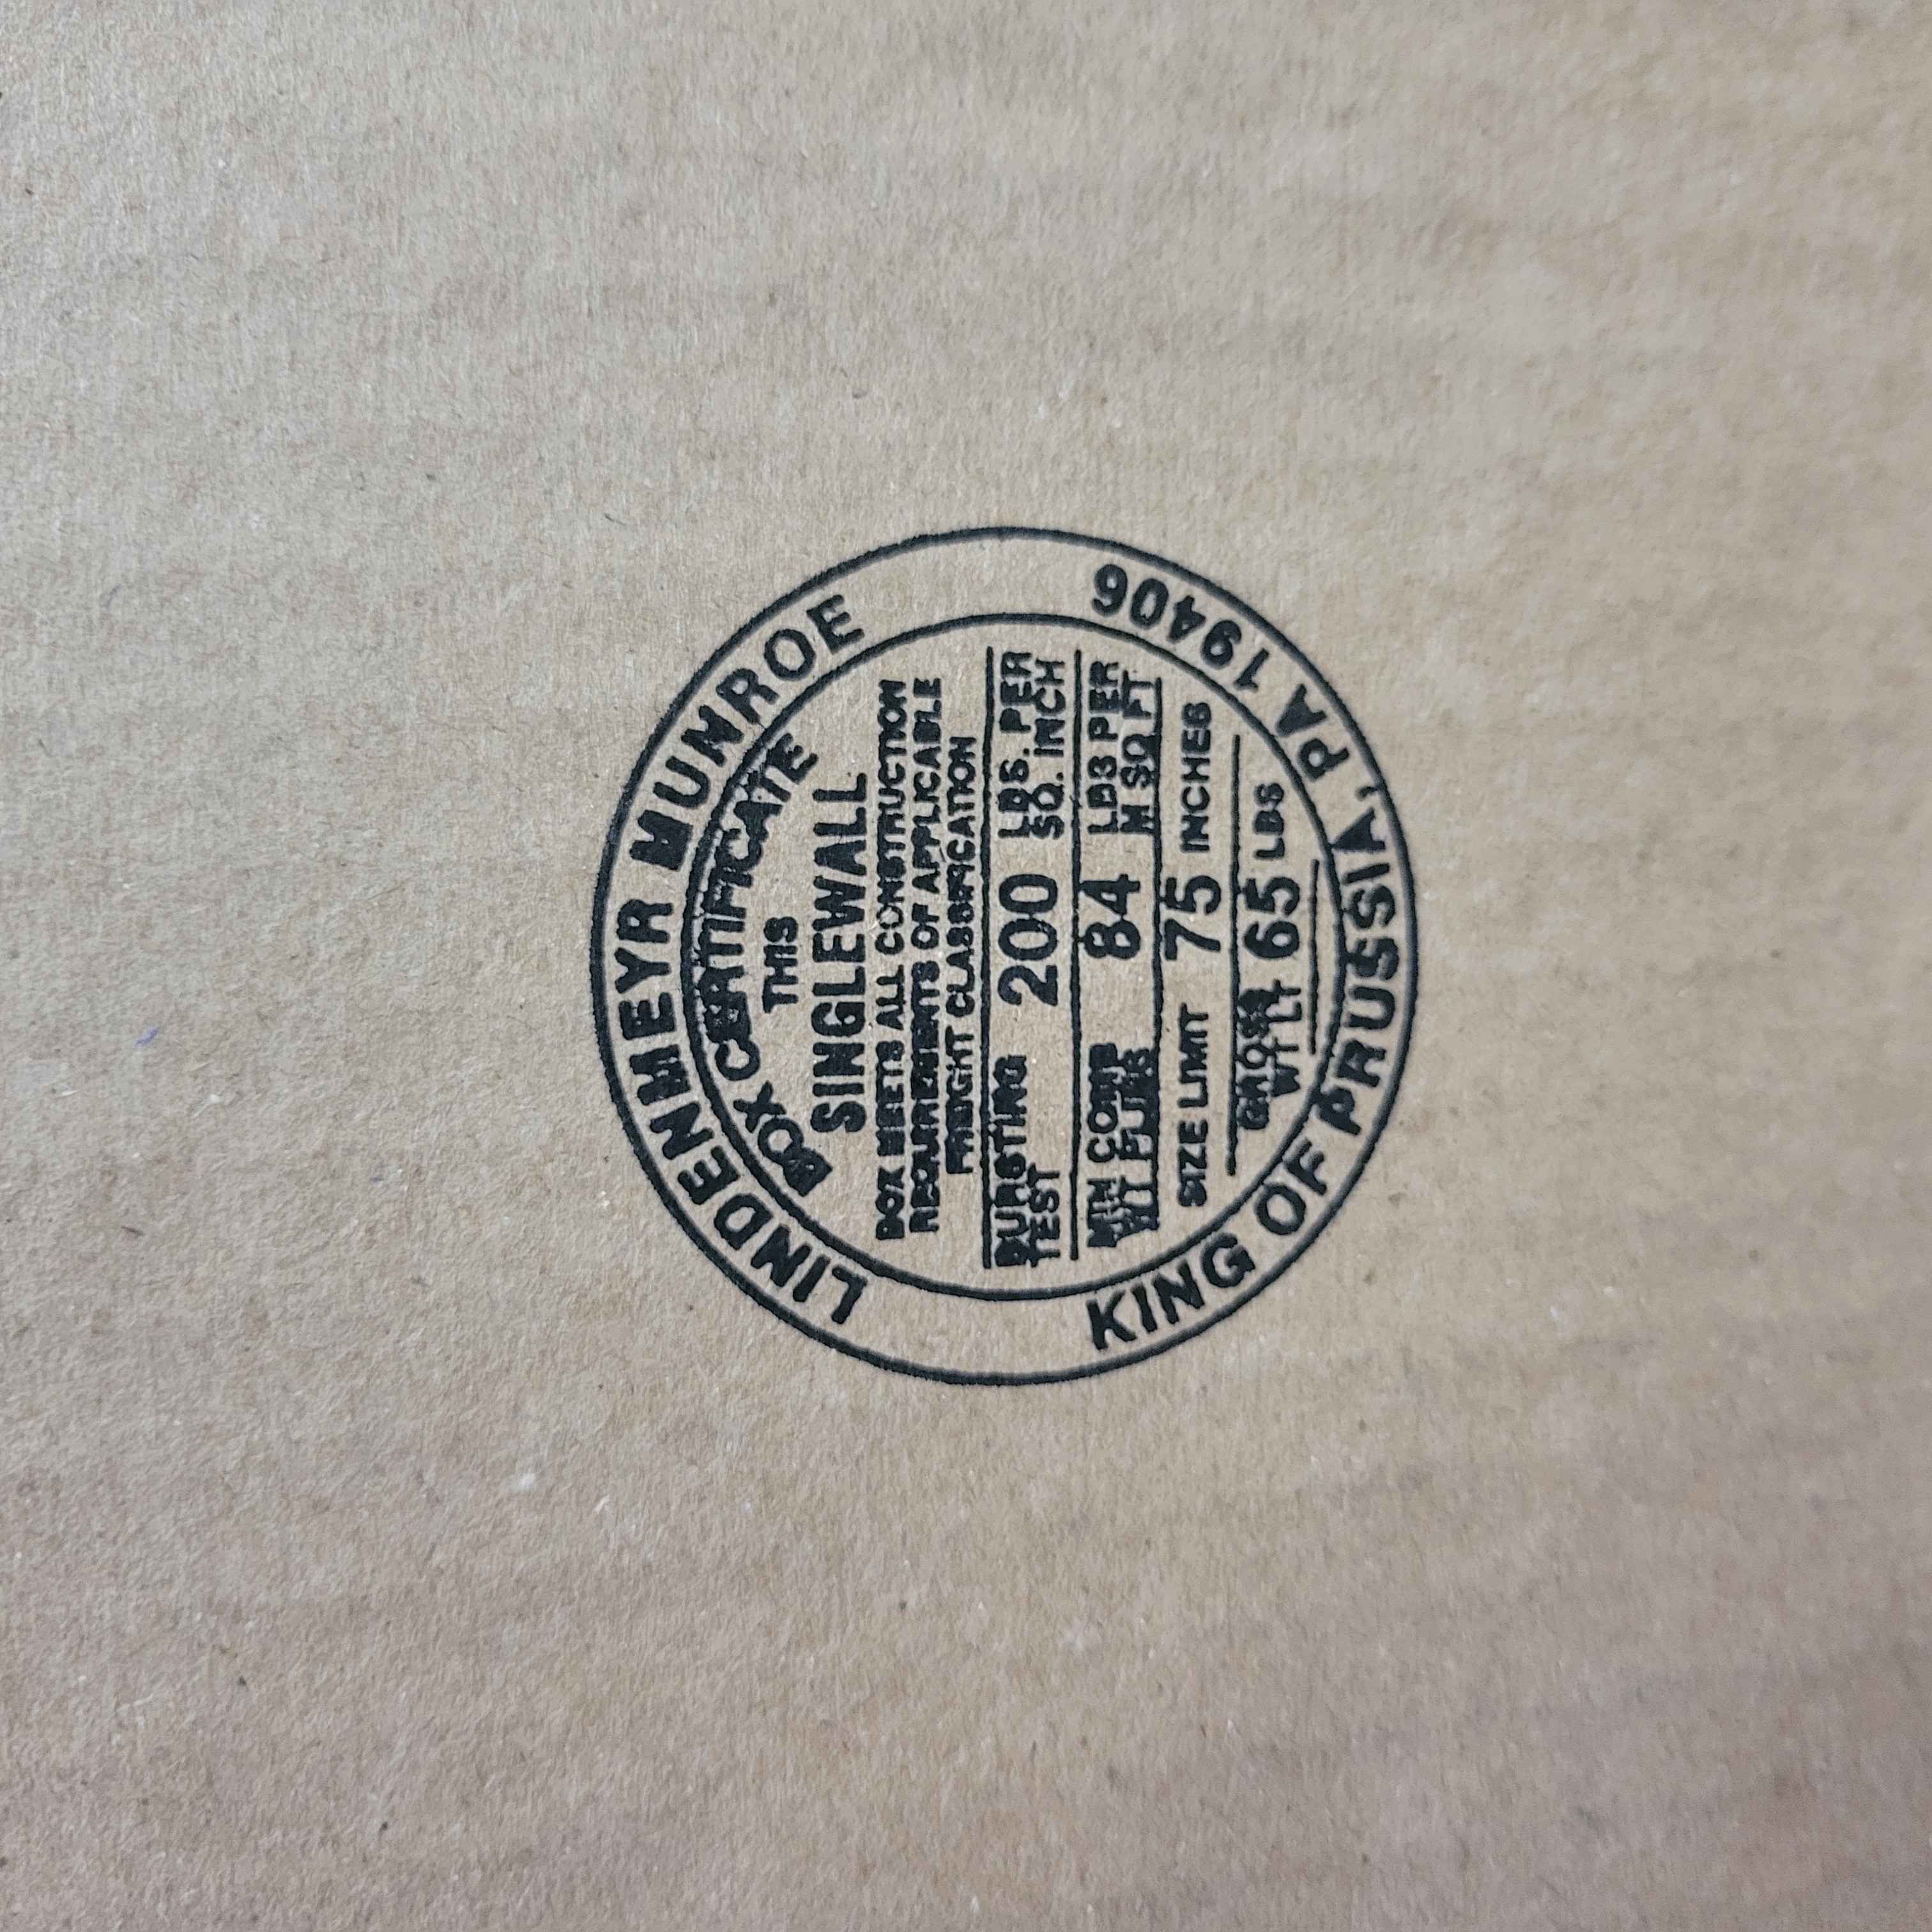 LINDENMEYR MUNROE
BOX CERTIFICATE
THIS
SINGLEWALL
BOX MEETS ALL CONSTRUCTION
REQUIREMENTS OF APPLICABLE
FREIGHT CLASSIFICATION
BURSTING TEST 200 LBS. PER SQ. INCH
MIN COMB WT FURN 84 LBS PER M SQ FT
SIZE LIMIT 75 INCHES
GROSS WT LT 65 LBS
KING OF PRUSSIA, PA 19406